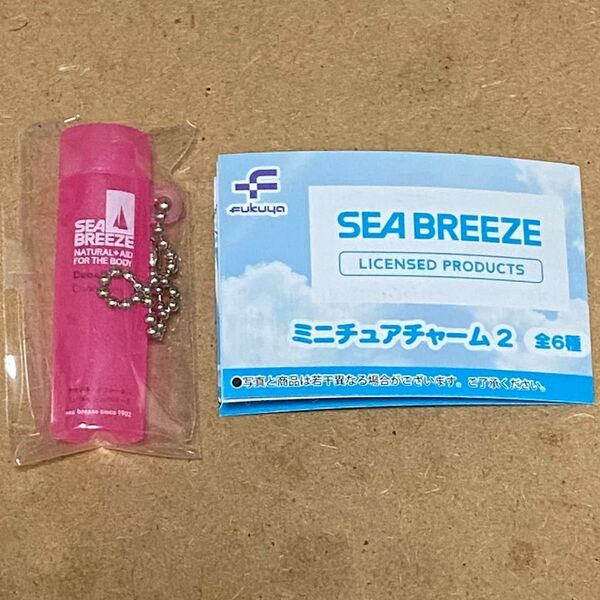 SEA
BREEZE
NATURAL+AID
FOR THE BODY
sea breeze since 1902
Fukuya
SEA BREEZE
LICENSED PRODUCTS
ミニチュアチャーム2 全6種
●写真と商品は若干異なる場合がございます。ご了承ください。